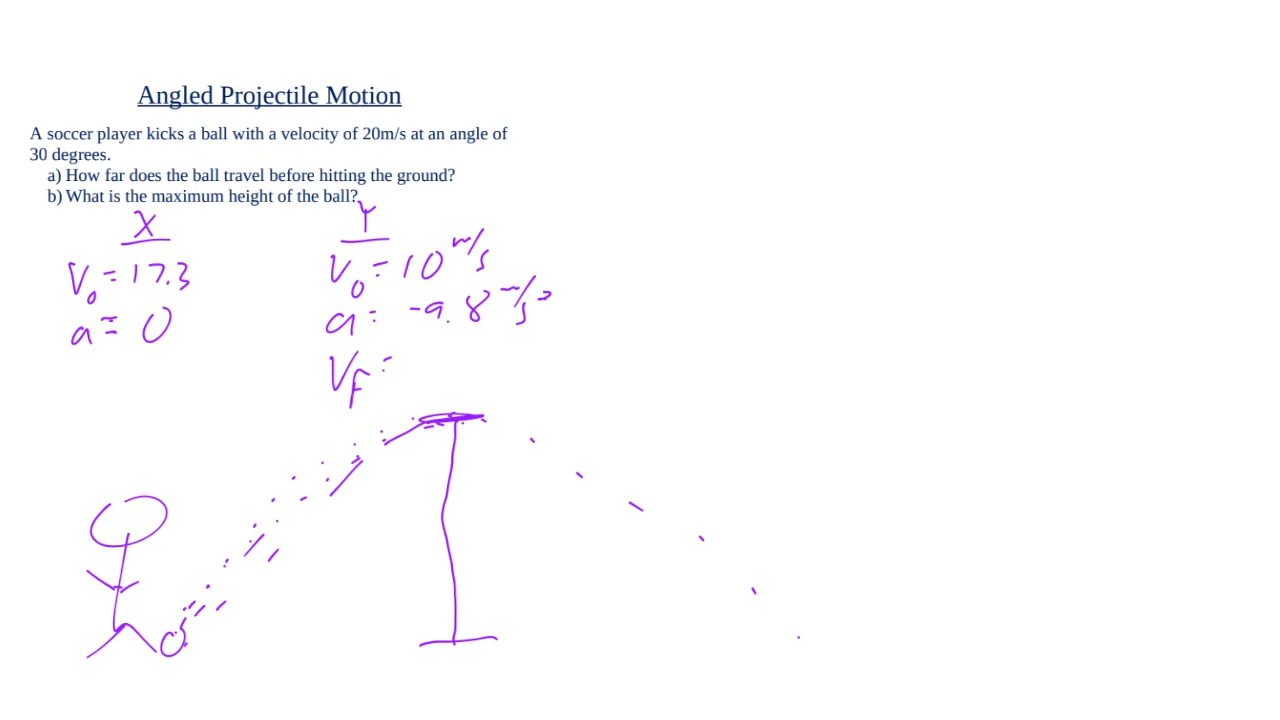 Angled Projectile Motion
A soccer player kicks a ball with a velocity of 20m/s at an angle of
30 degrees.
a) How far does the ball travel before hitting the ground?
b) What is the maximum height of the ball?
X
V₀ = 17.3
a = 0
Y
V₀ = 10 m/s
a = -9.8 m/s²
VF =